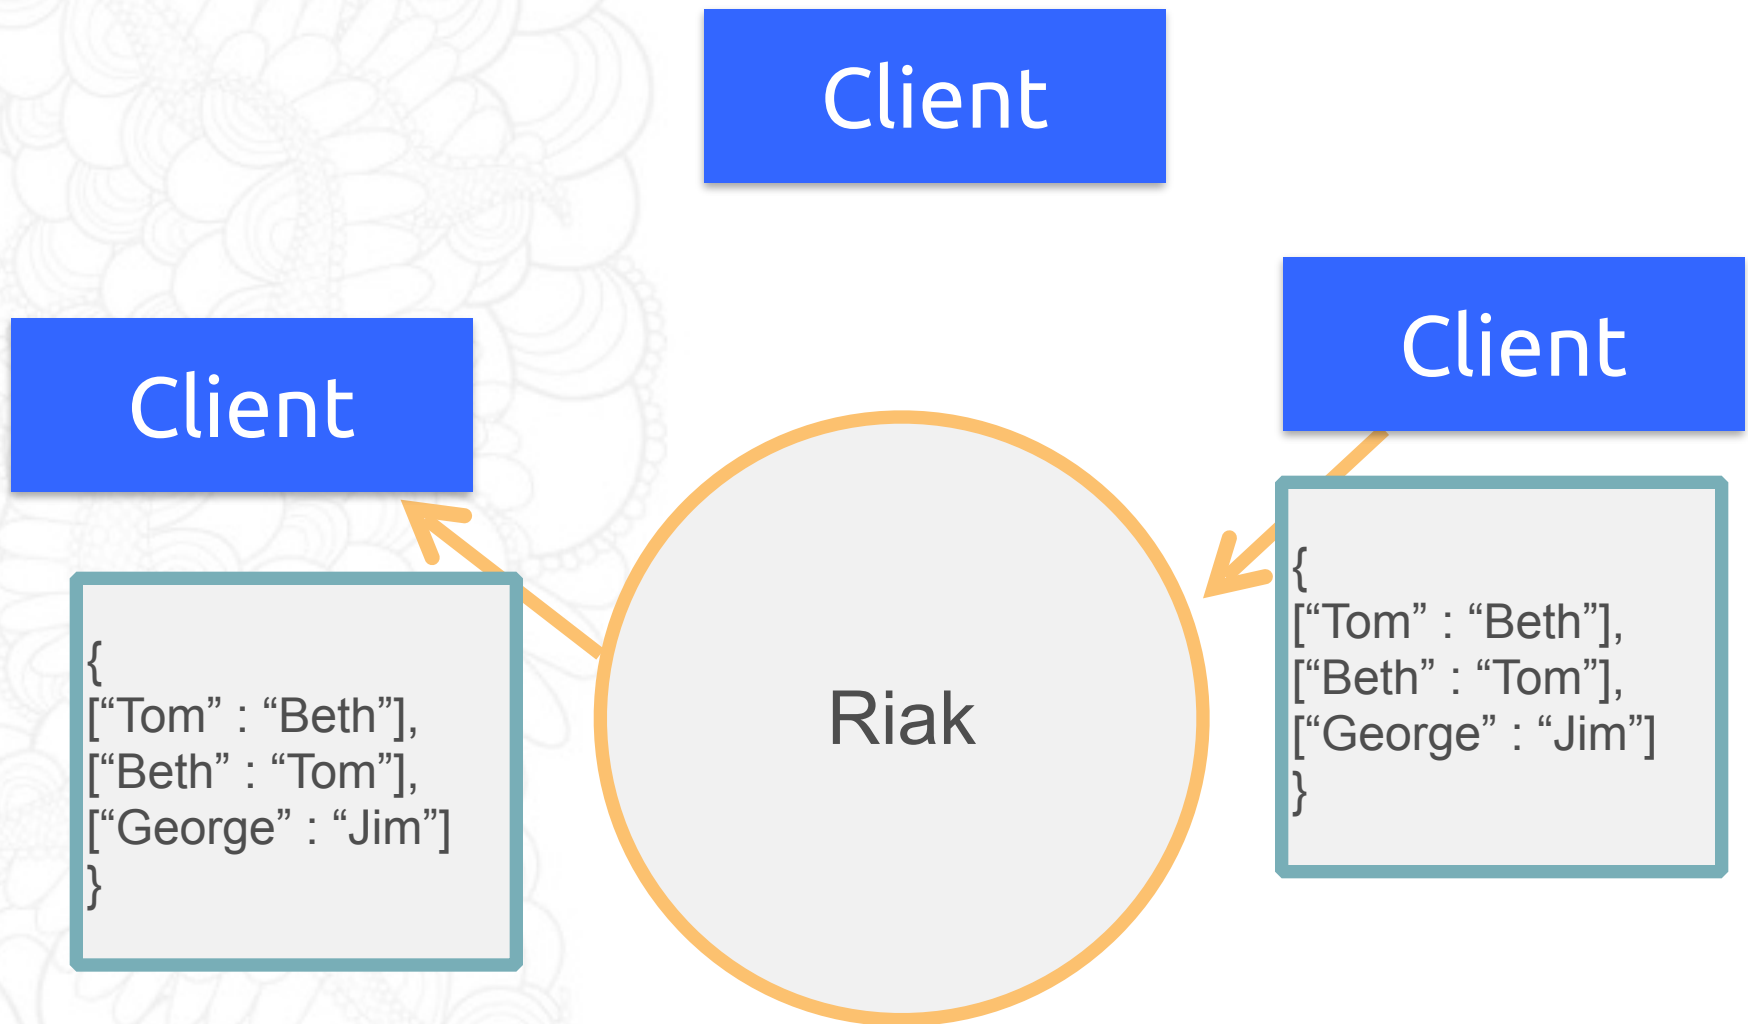 Client
Client
Client
{
[“Tom” : “Beth”],
[“Beth” : “Tom”],
[“George” : “Jim”]
}
Riak
{
[“Tom” : “Beth”],
[“Beth” : “Tom”],
[“George” : “Jim”]
}